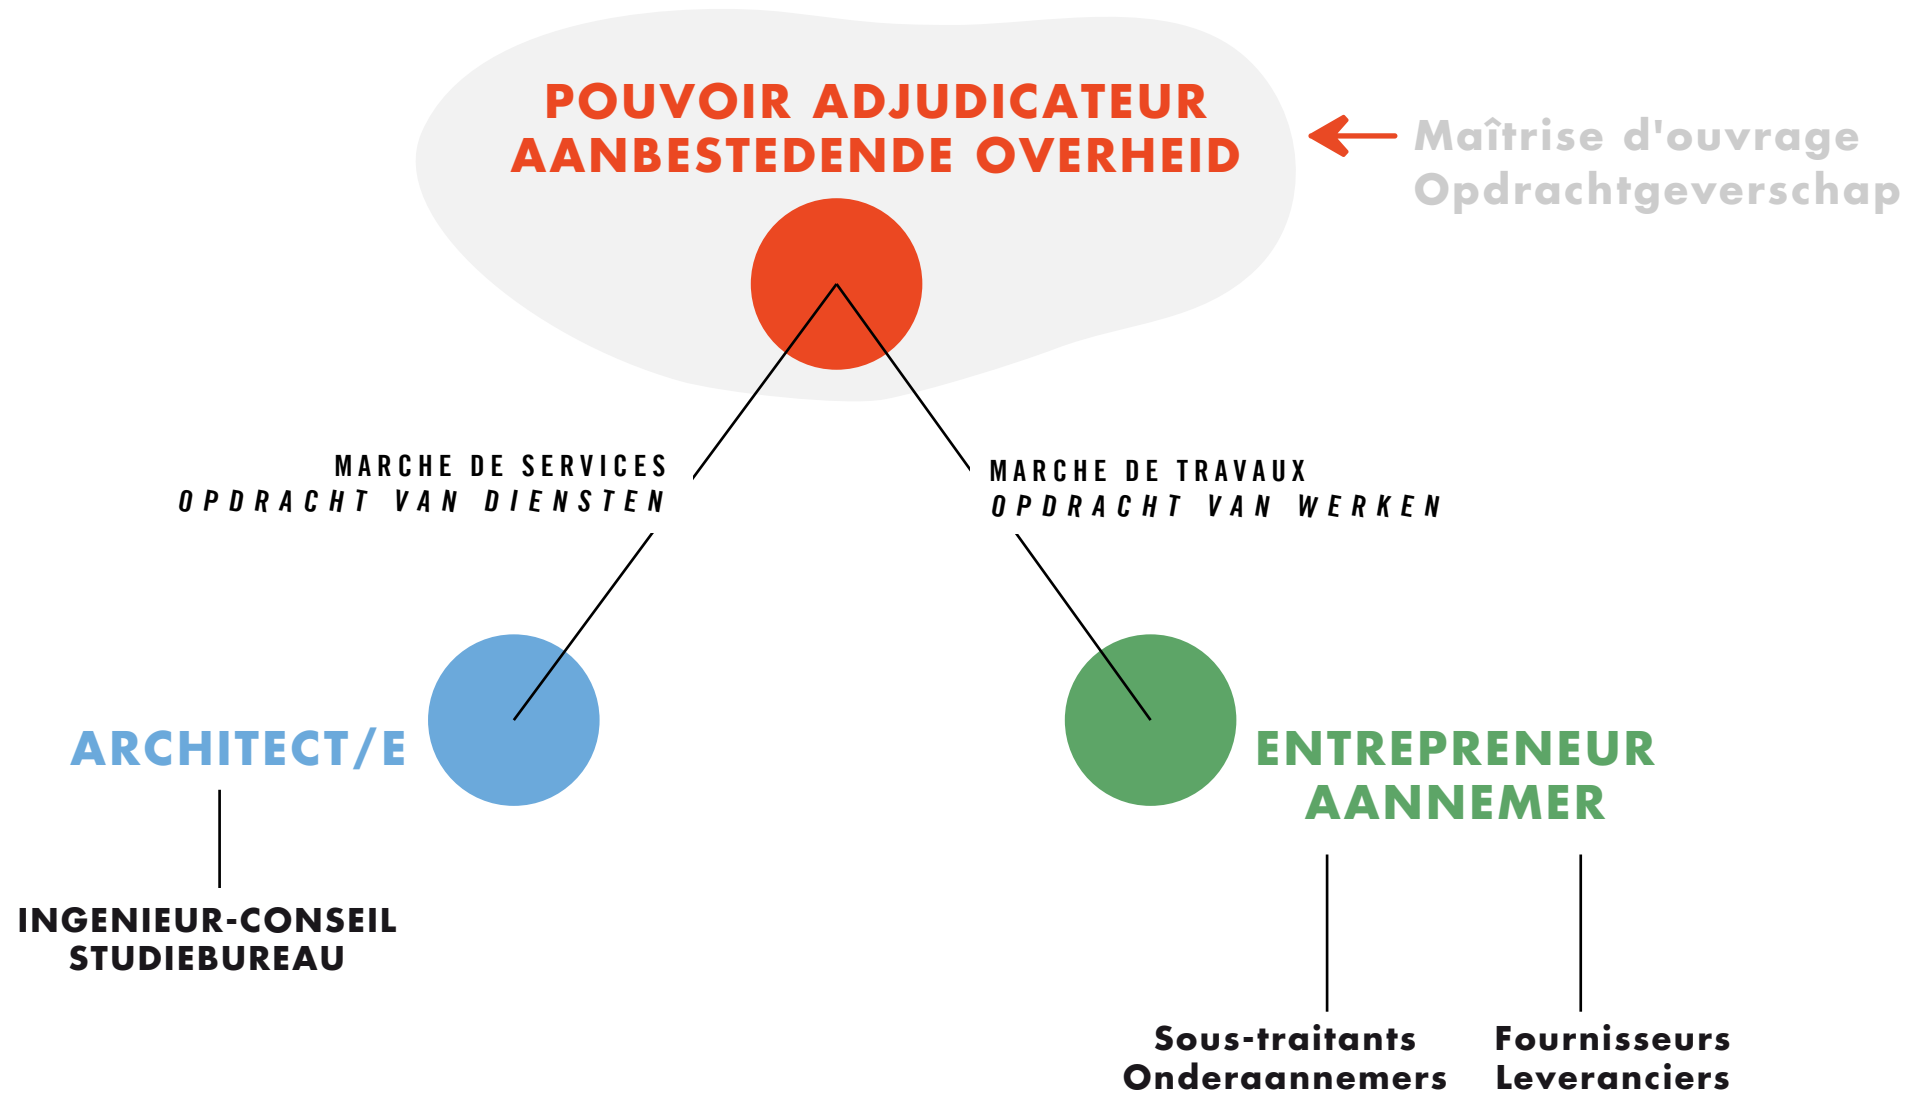 POUVOIR ADJUDICATEUR
AANBESTEDENDE OVERHEID
Maîtrise d'ouvrage
Opdrachtgeverschap
MARCHE DE SERVICES
OPDRACHT VAN DIENSTEN
MARCHE DE TRAVAUX
OPDRACHT VAN WERKEN
ARCHITECT/E
ENTREPRENEUR
AANNEMER
INGENIEUR-CONSEIL
STUDIEBUREAU
Sous-traitants
Onderaannemers
Fournisseurs
Leveranciers